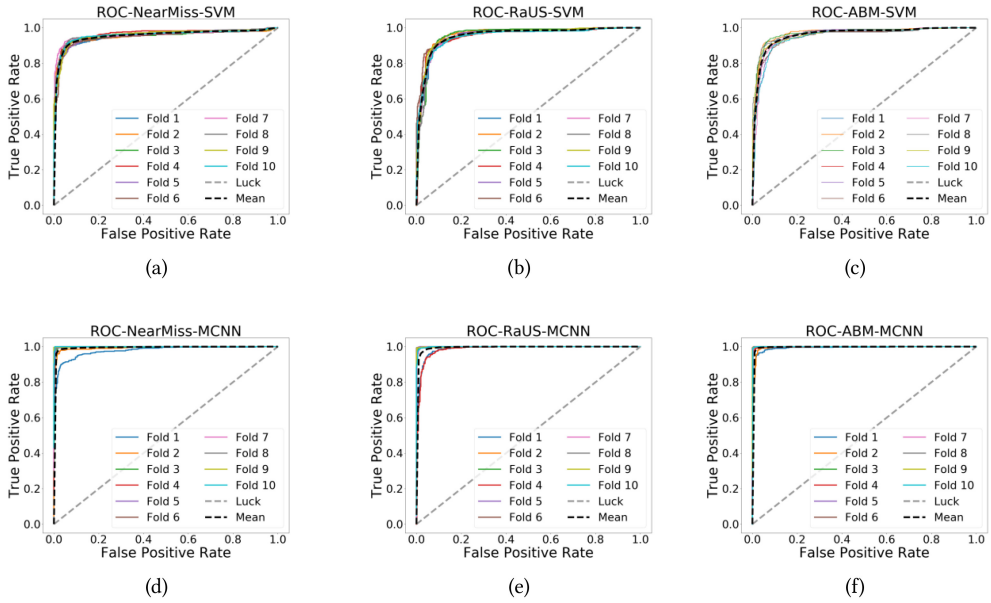 ROC-NearMiss-SVM
True Positive Rate
1.0
0.8
0.6
0.4
0.2
0.0
Fold 1
Fold 2
Fold 3
Fold 4
Fold 5
Fold 6
Fold 7
Fold 8
Fold 9
Fold 10
Luck
Mean
0.0 0.2 0.4 0.6 0.8 1.0
False Positive Rate
(a)
ROC-RaUS-SVM
True Positive Rate
1.0
0.8
0.6
0.4
0.2
0.0
Fold 1
Fold 2
Fold 3
Fold 4
Fold 5
Fold 6
Fold 7
Fold 8
Fold 9
Fold 10
Luck
Mean
0.0 0.2 0.4 0.6 0.8 1.0
False Positive Rate
(b)
ROC-ABM-SVM
True Positive Rate
1.0
0.8
0.6
0.4
0.2
0.0
Fold 1
Fold 2
Fold 3
Fold 4
Fold 5
Fold 6
Fold 7
Fold 8
Fold 9
Fold 10
Luck
Mean
0.0 0.2 0.4 0.6 0.8 1.0
False Positive Rate
(c)
ROC-NearMiss-MCNN
True Positive Rate
1.0
0.8
0.6
0.4
0.2
0.0
Fold 1
Fold 2
Fold 3
Fold 4
Fold 5
Fold 6
Fold 7
Fold 8
Fold 9
Fold 10
Luck
Mean
0.0 0.2 0.4 0.6 0.8 1.0
False Positive Rate
(d)
ROC-RaUS-MCNN
True Positive Rate
1.0
0.8
0.6
0.4
0.2
0.0
Fold 1
Fold 2
Fold 3
Fold 4
Fold 5
Fold 6
Fold 7
Fold 8
Fold 9
Fold 10
Luck
Mean
0.0 0.2 0.4 0.6 0.8 1.0
False Positive Rate
(e)
ROC-ABM-MCNN
True Positive Rate
1.0
0.8
0.6
0.4
0.2
0.0
Fold 1
Fold 2
Fold 3
Fold 4
Fold 5
Fold 6
Fold 7
Fold 8
Fold 9
Fold 10
Luck
Mean
0.0 0.2 0.4 0.6 0.8 1.0
False Positive Rate
(f)